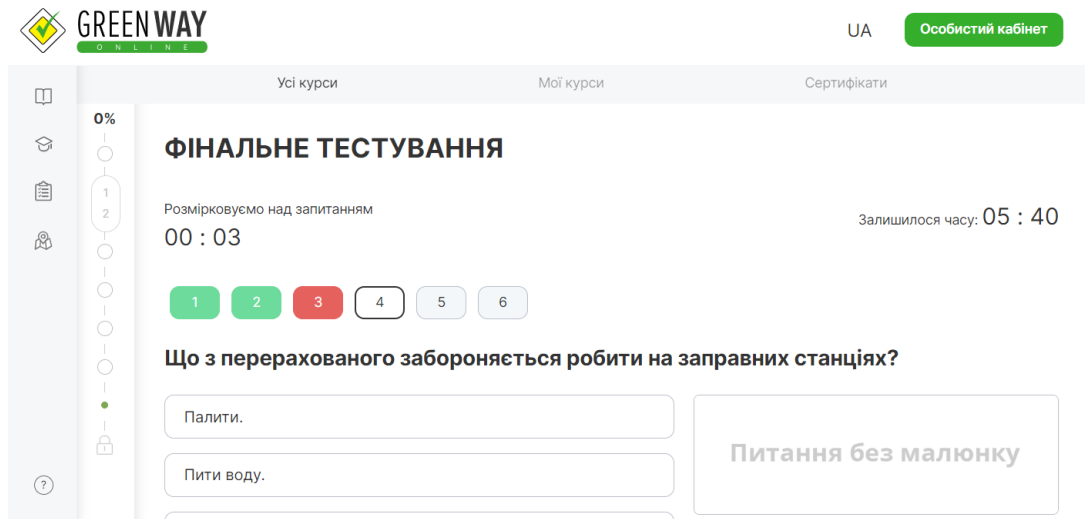 GREEN WAY
ONLINE
UA
Особистий кабінет
Усі курси
Мої курси
Сертифікати
0%
1
2
ФІНАЛЬНЕ ТЕСТУВАННЯ
Розмірковуємо над запитанням
00 : 03
Залишилося часу: 05 : 40
1 2 3 4 5 6
Що з перерахованого забороняється робити на заправних станціях?
Палити.
Пити воду.
Питання без малюнку
?